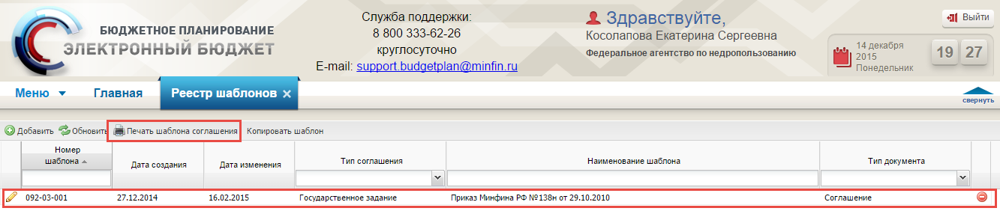 БЮДЖЕТНОЕ ПЛАНИРОВАНИЕ
ЭЛЕКТРОННЫЙ БЮДЖЕТ
Служба поддержки:
8 800 333-62-26
круглосуточно
E-mail: support.budgetplan@minfin.ru
Здравствуйте,
Косолапова Екатерина Сергеевна
Федеральное агентство по недропользованию
Выйти
14 декабря
2015
Понедельник
19 27
Меню Главная Реестр шаблонов
свернуть
Добавить Обновить Печать шаблона соглашения Копировать шаблон
Номер
шаблона Дата создания Дата изменения Тип соглашения Наименование шаблона Тип документа
092-03-001 27.12.2014 16.02.2015 Государственное задание Приказ Минфина РФ №138н от 29.10.2010 Соглашение